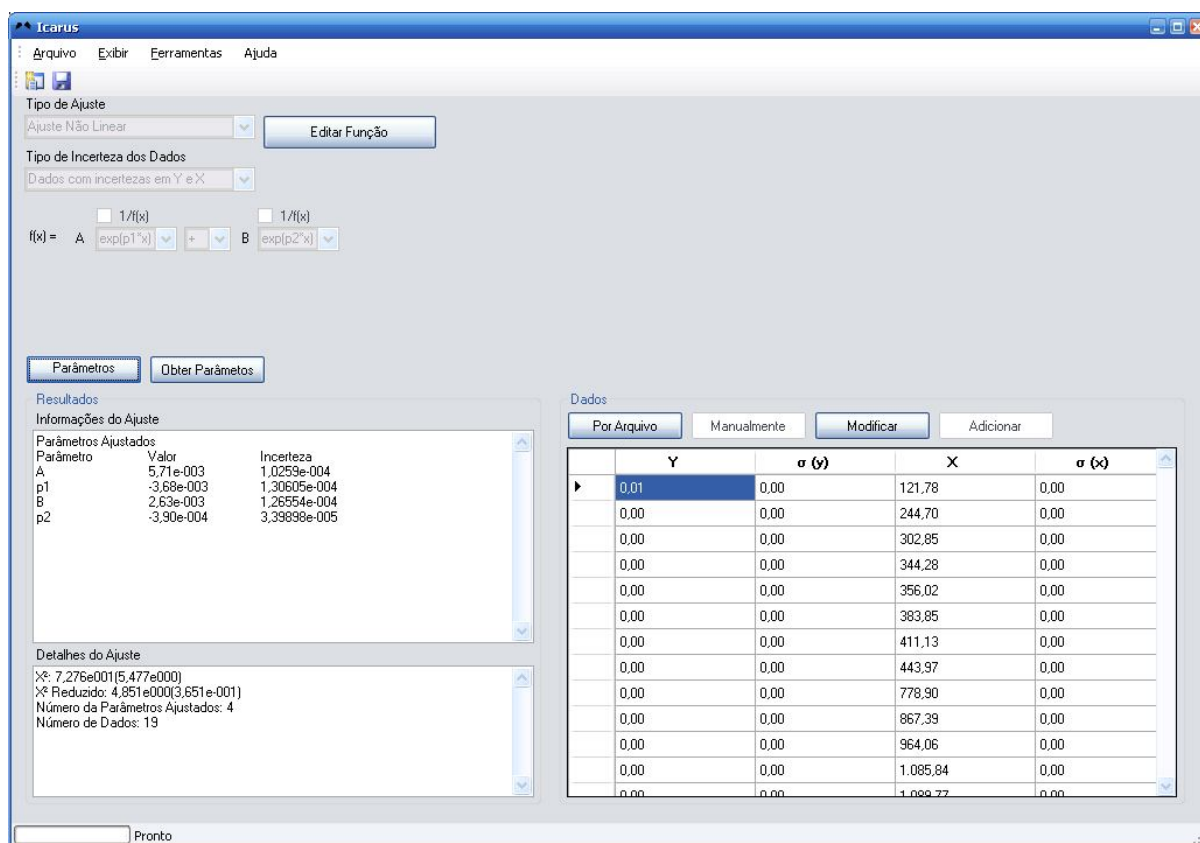 Icarus
Arquivo Exibir Ferramentas Ajuda
Tipo de Ajuste
Ajuste Não Linear Editar Função
Tipo de Incerteza dos Dados
Dados com incertezas em Y e X
1/f(x) 1/f(x)
f(x) = A exp(p1*x) + B exp(p2*x)
Parâmetros Obter Parâmetos
Resultados
Informações do Ajuste
Parâmetros Ajustados
Parâmetro Valor Incerteza
A 5,71e-003 1,0259e-004
p1 -3,68e-003 1,30605e-004
B 2,63e-003 1,26554e-004
p2 -3,90e-004 3,39898e-005
Detalhes do Ajuste
X²: 7,276e001(5,477e000)
X² Reduzido: 4,851e000(3,651e-001)
Número da Parâmetros Ajustados: 4
Número de Dados: 19
Dados
Por Arquivo Manualmente Modificar Adicionar
Y σ (y) X σ (x)
0,01 0,00 121,78 0,00
0,00 0,00 244,70 0,00
0,00 0,00 302,85 0,00
0,00 0,00 344,28 0,00
0,00 0,00 356,02 0,00
0,00 0,00 383,85 0,00
0,00 0,00 411,13 0,00
0,00 0,00 443,97 0,00
0,00 0,00 778,90 0,00
0,00 0,00 867,39 0,00
0,00 0,00 964,06 0,00
0,00 0,00 1.085,84 0,00
0,00 0,00 1.089,77 0,00
Pronto